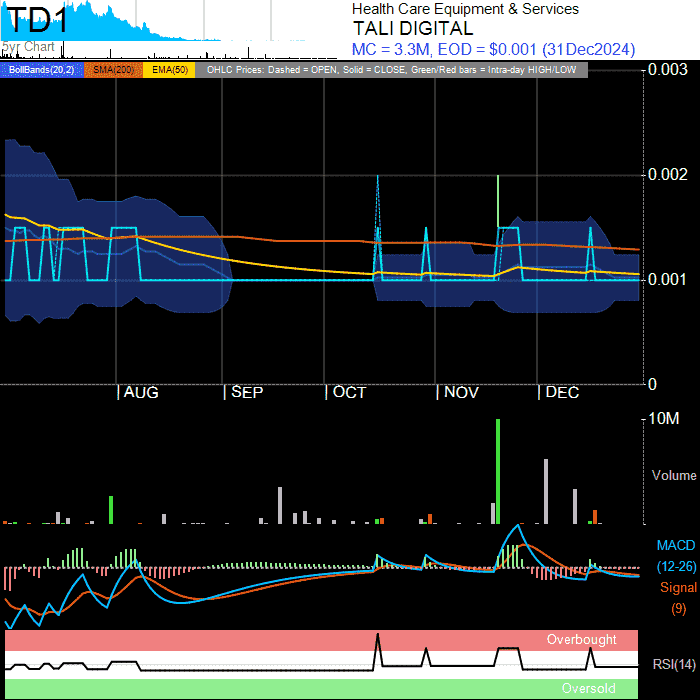 TD1
Health Care Equipment & Services
TALI DIGITAL
MC = 3.3M, EOD = $0.001 (31Dec2024)
5yr Chart
BollBands(20,2) SMA(200) EMA(50) OHLC Prices: Dashed = OPEN, Solid = CLOSE, Green/Red bars = Intra-day HIGH/LOW
0.003
0.002
0.001
0
| AUG | SEP | OCT | NOV | DEC
10M
Volume
MACD
(12-26)
Signal
(9)
Overbought
RSI(14)
Oversold